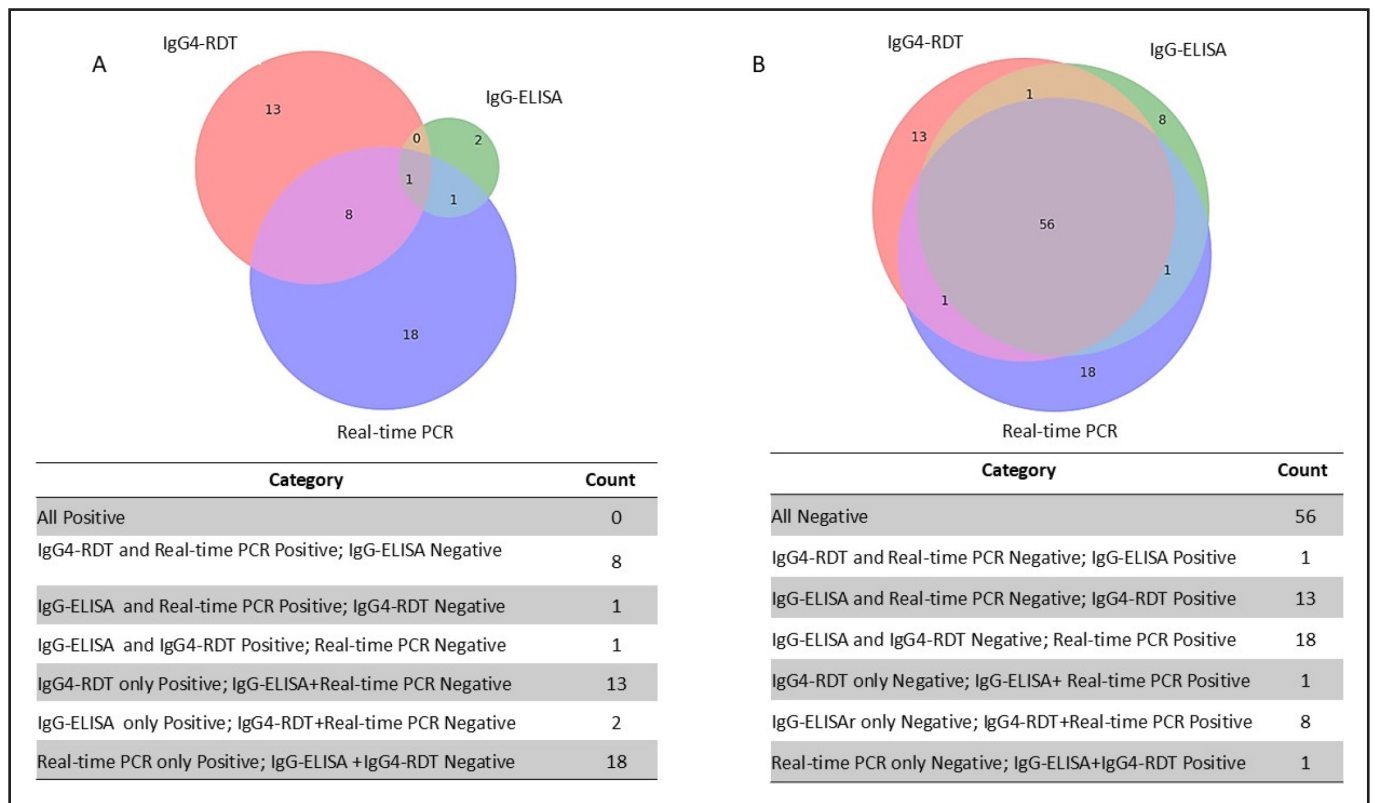 A
IgG4-RDT
13
IgG-ELISA
0
2
1
1
8
18
Real-time PCR
Category Count
All Positive 0
IgG4-RDT and Real-time PCR Positive; IgG-ELISA Negative 8
IgG-ELISA and Real-time PCR Positive; IgG4-RDT Negative 1
IgG-ELISA and IgG4-RDT Positive; Real-time PCR Negative 1
IgG4-RDT only Positive; IgG-ELISA+Real-time PCR Negative 13
IgG-ELISA only Positive; IgG4-RDT+Real-time PCR Negative 2
Real-time PCR only Positive; IgG-ELISA +IgG4-RDT Negative 18
B
IgG4-RDT
IgG-ELISA
1
8
13
56
1
1
18
Real-time PCR
Category Count
All Negative 56
IgG4-RDT and Real-time PCR Negative; IgG-ELISA Positive 1
IgG-ELISA and Real-time PCR Negative; IgG4-RDT Positive 13
IgG-ELISA and IgG4-RDT Negative; Real-time PCR Positive 18
IgG4-RDT only Negative; IgG-ELISA+ Real-time PCR Positive 1
IgG-ELISAr only Negative; IgG4-RDT+Real-time PCR Positive 8
Real-time PCR only Negative; IgG-ELISA+IgG4-RDT Positive 1